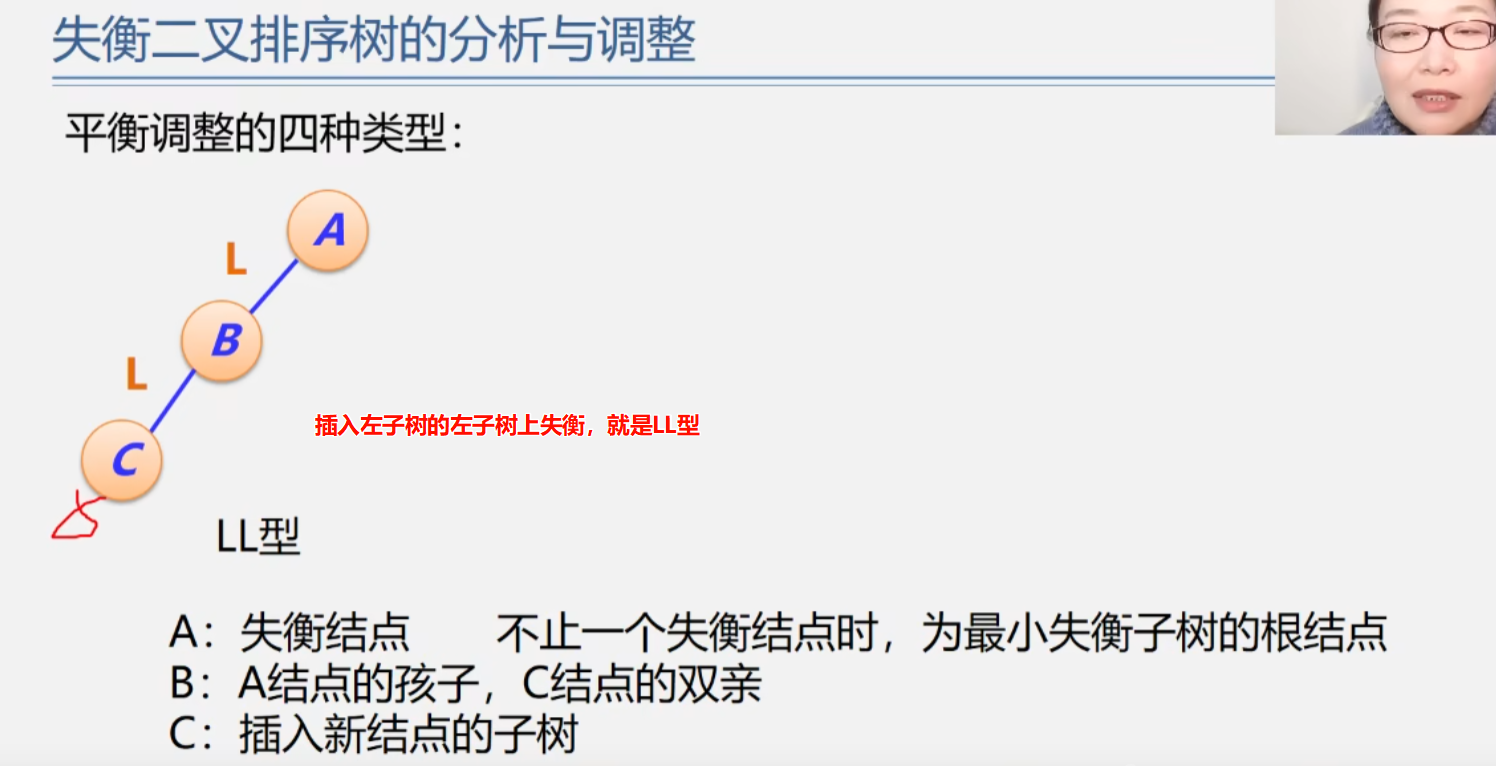 失衡二叉排序树的分析与调整
平衡调整的四种类型：
A
L
B
L
C
插入左子树的左子树上失衡，就是LL型
LL型
A：失衡结点 不止一个失衡结点时，为最小失衡子树的根结点
B：A结点的孩子，C结点的双亲
C：插入新结点的子树